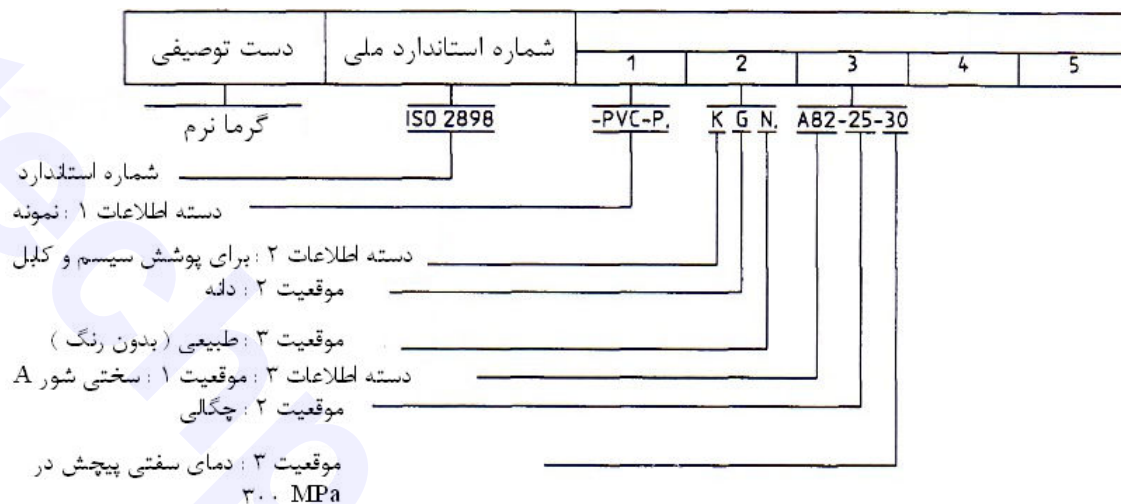 دست توصیفی شماره استاندارد ملی 1 2 3 4 5
گرما نرم ISO 2898 -PVC-P, K G N, A82-25-30
شماره استاندارد
دسته اطلاعات ۱ : نمونه
دسته اطلاعات ۲ : برای پوشش سیسم و کابل
موقعیت ۲ : دانه
موقعیت ۳ : طبیعی ( بدون رنگ )
دسته اطلاعات ۳ : موقعیت ۱ : سختی شور A
موقعیت ۲ : چگالی
موقعیت ۳ : دمای سفتی پیچش در
۳۰۰ MPa